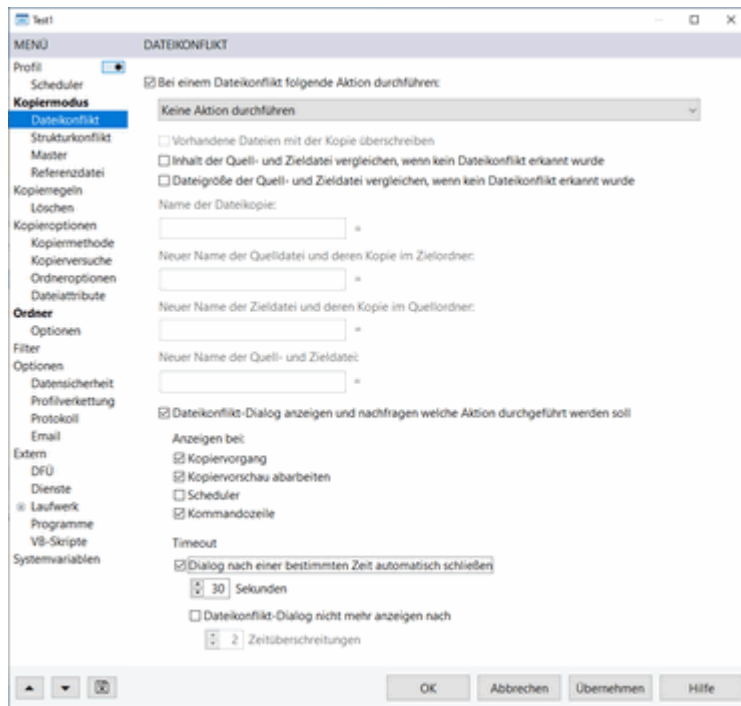 Test1
MENÜ
Profil
Scheduler
Kopiermodus
Dateikonflikt
Strukturkonflikt
Master
Referenzdatei
Kopierregeln
Löschen
Kopieroptionen
Kopiermethode
Kopierversuche
Ordneroptionen
Dateiattribute
Ordner
Optionen
Filter
Optionen
Datensicherheit
Profilverkettung
Protokoll
Email
Extern
DFÜ
Dienste
Laufwerk
Programme
VB-Skripte
Systemvariablen
DATEIKONFLIKT
Bei einem Dateikonflikt folgende Aktion durchführen:
Keine Aktion durchführen
Vorhandene Dateien mit der Kopie überschreiben
Inhalt der Quell- und Zieldatei vergleichen, wenn kein Dateikonflikt erkannt wurde
Dateigröße der Quell- und Zieldatei vergleichen, wenn kein Dateikonflikt erkannt wurde
Name der Dateikopie:
Neuer Name der Quelldatei und deren Kopie im Zielordner:
Neuer Name der Zieldatei und deren Kopie im Quellordner:
Neuer Name der Quell- und Zieldatei:
Dateikonflikt-Dialog anzeigen und nachfragen welche Aktion durchgeführt werden soll
Anzeigen bei:
Kopiervorgang
Kopiervorschau abarbeiten
Scheduler
Kommandozeile
Timeout
Dialog nach einer bestimmten Zeit automatisch schließen
30 Sekunden
Dateikonflikt-Dialog nicht mehr anzeigen nach
2 Zeitüberschreitungen
OK Abbrechen Übernehmen Hilfe